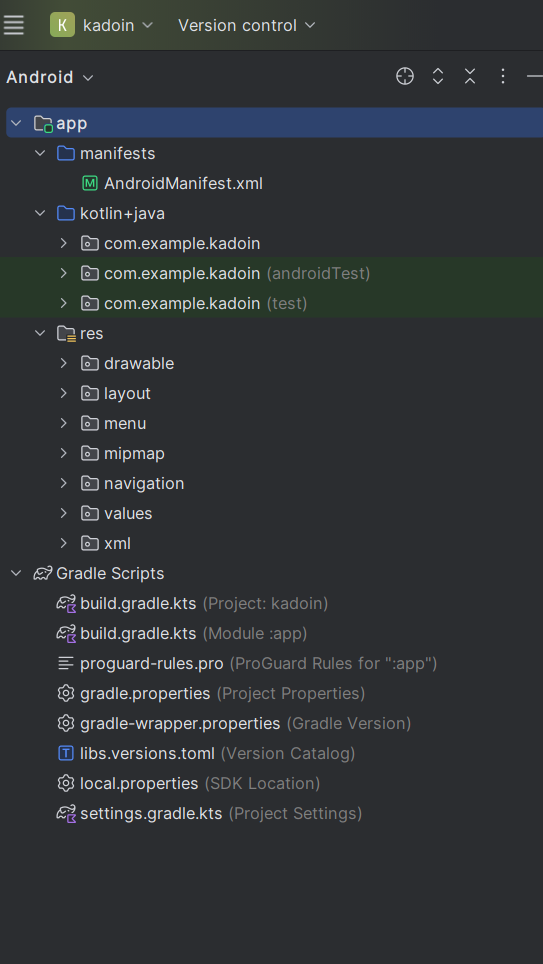 K kadoin Version control
Android
app
manifests
M AndroidManifest.xml
kotlin+java
com.example.kadoin
com.example.kadoin (androidTest)
com.example.kadoin (test)
res
drawable
layout
menu
mipmap
navigation
values
xml
Gradle Scripts
build.gradle.kts (Project: kadoin)
build.gradle.kts (Module :app)
proguard-rules.pro (ProGuard Rules for ":app")
gradle.properties (Project Properties)
gradle-wrapper.properties (Gradle Version)
T libs.versions.toml (Version Catalog)
local.properties (SDK Location)
settings.gradle.kts (Project Settings)